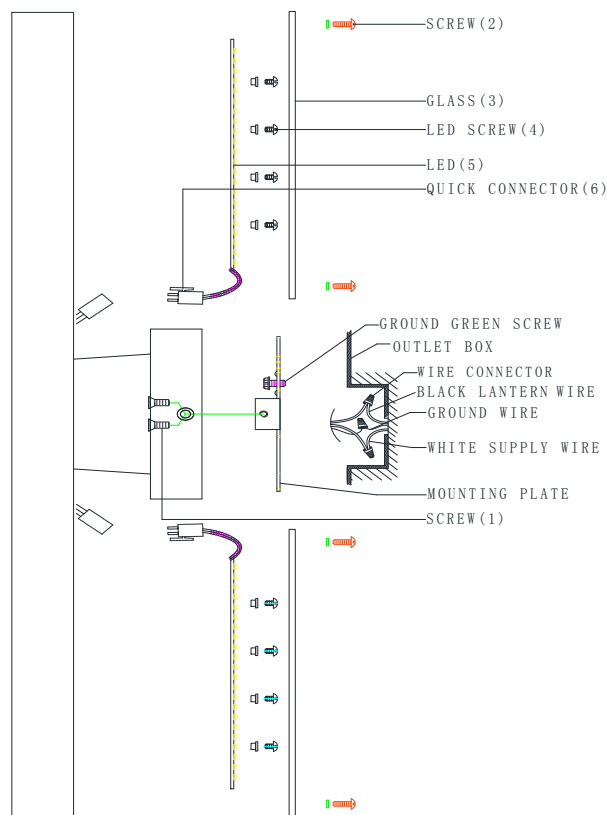 SCREW(2)
GLASS(3)
LED SCREW(4)
LED(5)
QUICK CONNECTOR(6)
GROUND GREEN SCREW
OUTLET BOX
WIRE CONNECTOR
BLACK LANTERN WIRE
GROUND WIRE
WHITE SUPPLY WIRE
MOUNTING PLATE
SCREW(1)